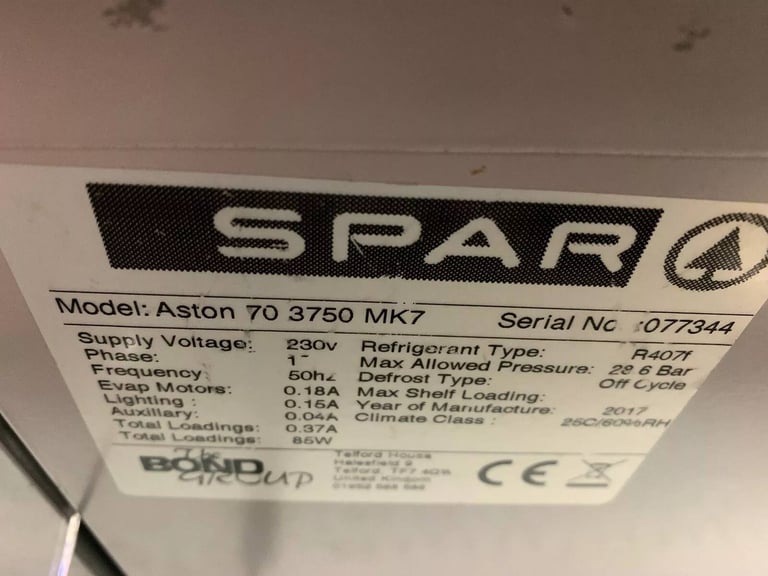 SPAR
Model: Aston 70 3750 MK7 Serial No :077344
Supply Voltage: 230v Refrigerant Type: R407f
Phase: 1~ Max Allowed Pressure: 28 6 Bar
Frequency: 50hz Defrost Type: Off Cycle
Evap Motors: 0.18A Max Shelf Loading:
Lighting : 0.15A Year of Manufacture: 2017
Auxiliary: 0.04A Climate Class : 25C/60%RH
Total Loadings: 0.37A
Total Loadings: 85W
The BOND GROUP
Telford House
Halesfield 9
Telford, TF7 4QW
United Kingdom
CE